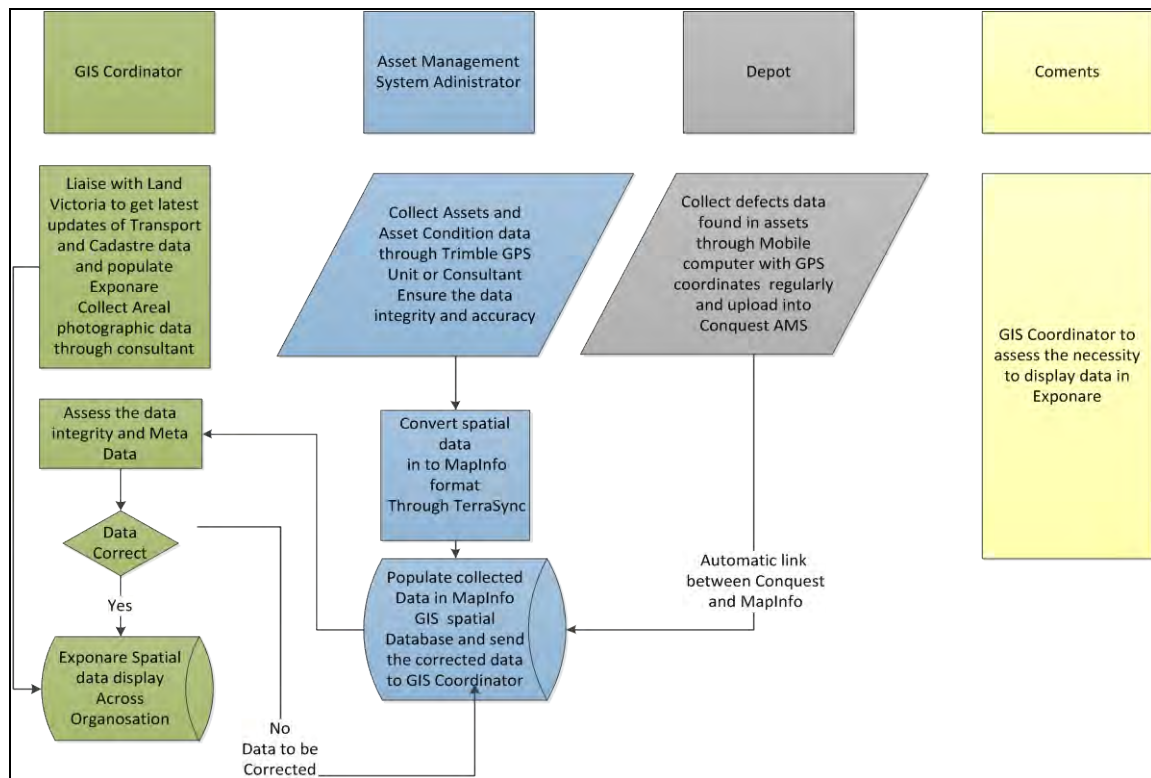 GIS Cordinator
Asset Management
System Adinistrator
Depot
Coments
Liaise with Land
Victoria to get latest
updates of Transport
and Cadastre data
and populate
Exponare
Collect Areal
photographic data
through consultant
Collect Assets and
Asset Condition data
through Trimble GPS
Unit or Consultant
Ensure the data
integrity and accuracy
Collect defects data
found in assets
through Mobile
computer with GPS
coordinates regularly
and upload into
Conquest AMS
GIS Coordinator to
assess the necessity
to display data in
Exponare
Assess the data
integrity and Meta
Data
Convert spatial
data
in to MapInfo
format
Through TerraSync
Data
Correct
Yes
Populate collected
Data in MapInfo
GIS spatial
Database and send
the corrected data
to GIS Coordinator
Automatic link
between Conquest
and MapInfo
Exponare Spatial
data display
Across
Organosation
No
Data to be
Corrected